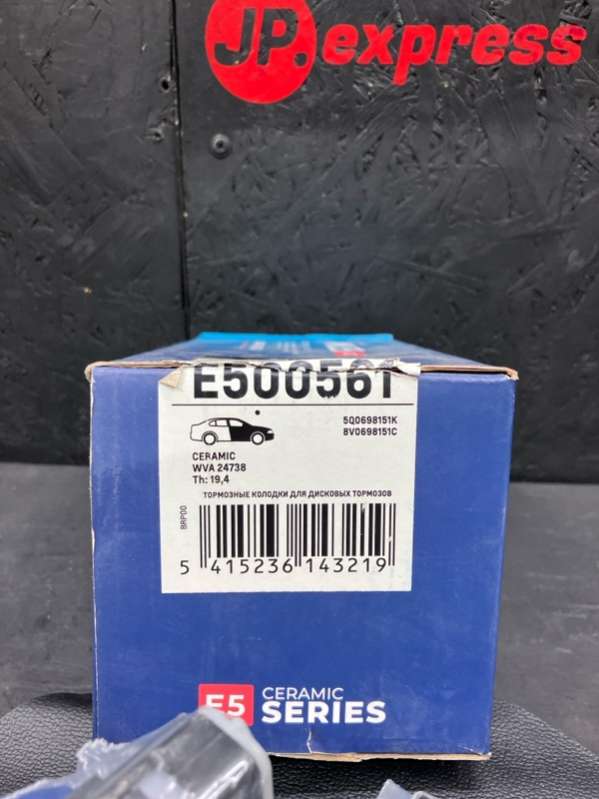 JP.express
E500561
5Q0698151K
8V0698151C
CERAMIC
WVA 24738
Th: 19,4
ТОРМОЗНЫЕ КОЛОДКИ ДЛЯ ДИСКОВЫХ ТОРМОЗОВ
BRP00
5 415236 143219
E5 CERAMIC
SERIES